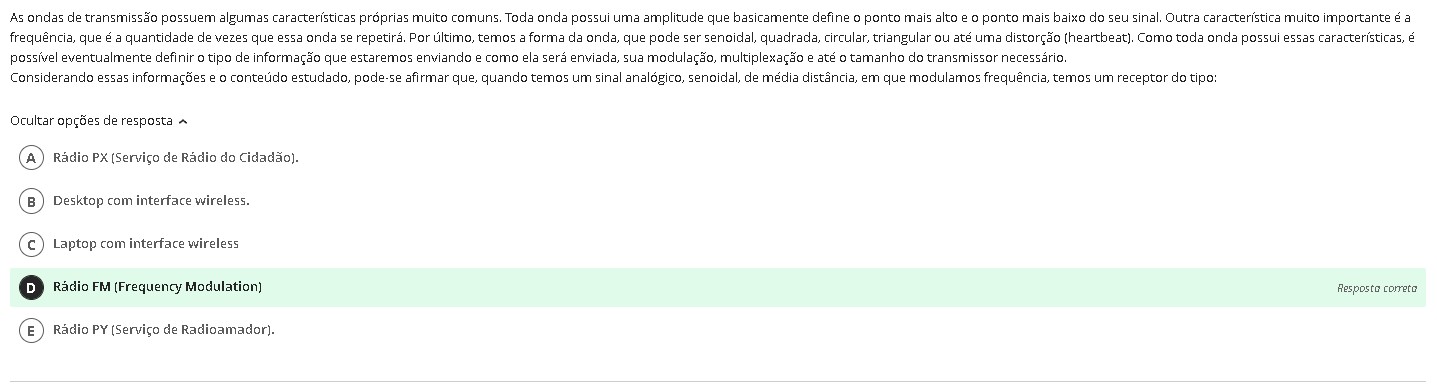 As ondas de transmissão possuem algumas características próprias muito comuns. Toda onda possui uma amplitude que basicamente define o ponto mais alto e o ponto mais baixo do seu sinal. Outra característica muito importante é a
frequência, que é a quantidade de vezes que essa onda se repetirá. Por último, temos a forma da onda, que pode ser senoidal, quadrada, circular, triangular ou até uma distorção (heartbeat). Como toda onda possui essas características, é
possível eventualmente definir o tipo de informação que estaremos enviando e como ela será enviada, sua modulação, multiplexação e até o tamanho do transmissor necessário.
Considerando essas informações e o conteúdo estudado, pode-se afirmar que, quando temos um sinal analógico, senoidal, de média distância, em que modulamos frequência, temos um receptor do tipo:
Ocultar opções de resposta
A Rádio PX (Serviço de Rádio do Cidadão).
B Desktop com interface wireless.
C Laptop com interface wireless
D Rádio FM (Frequency Modulation) Resposta correta
E Rádio PY (Serviço de Radioamador).